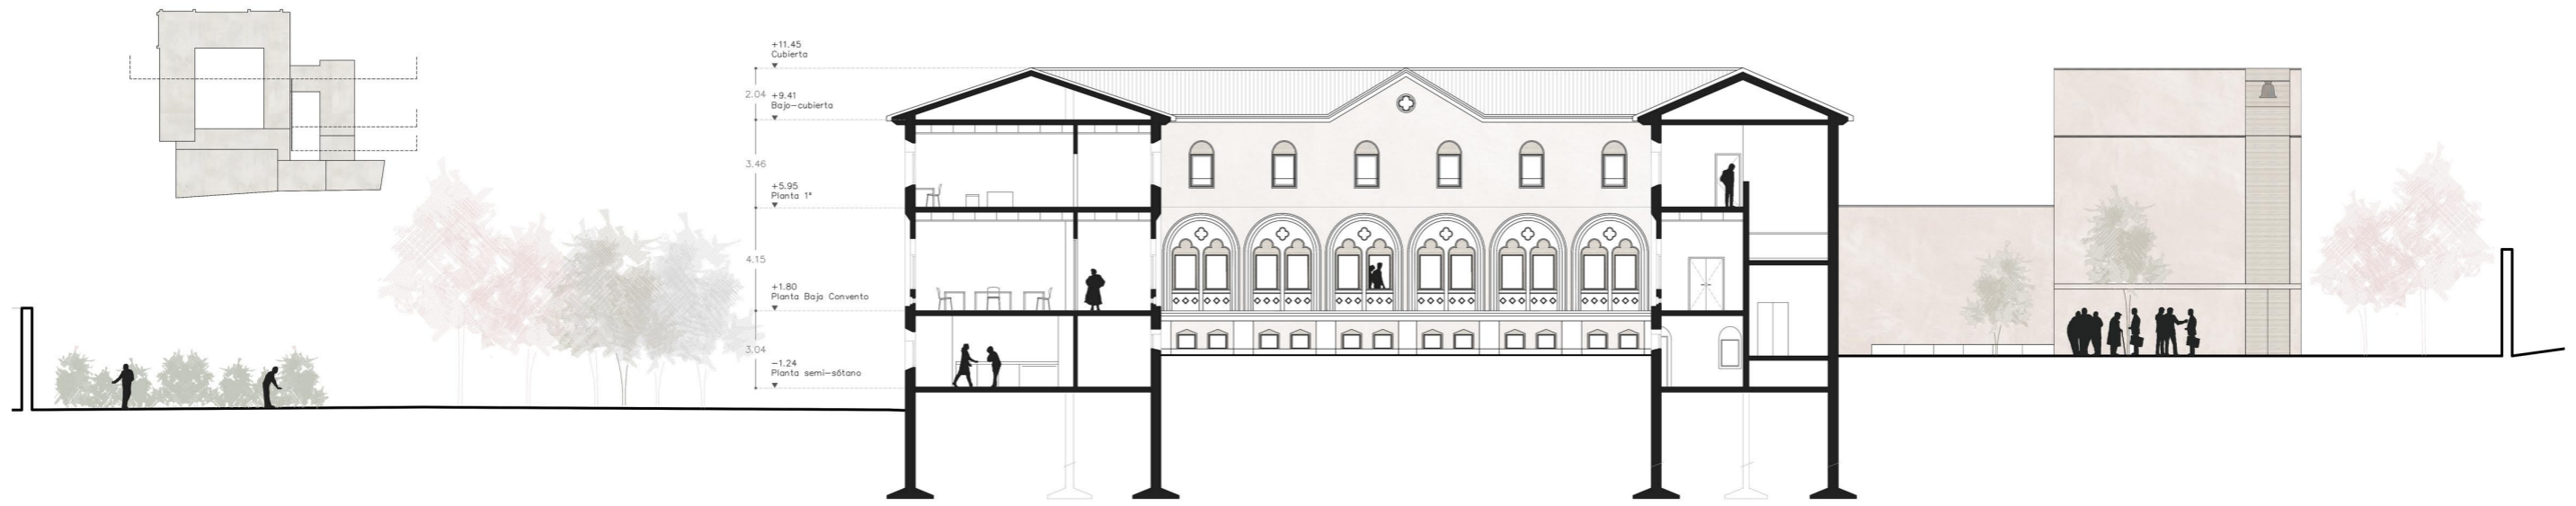 +11.45
Cubierta
2.04
+9.41
Bajo-cubierta
3.46
+5.95
Planta 1ª
4.15
+1.80
Planta Baja Convento
3.04
-1.24
Planta semi-sótano